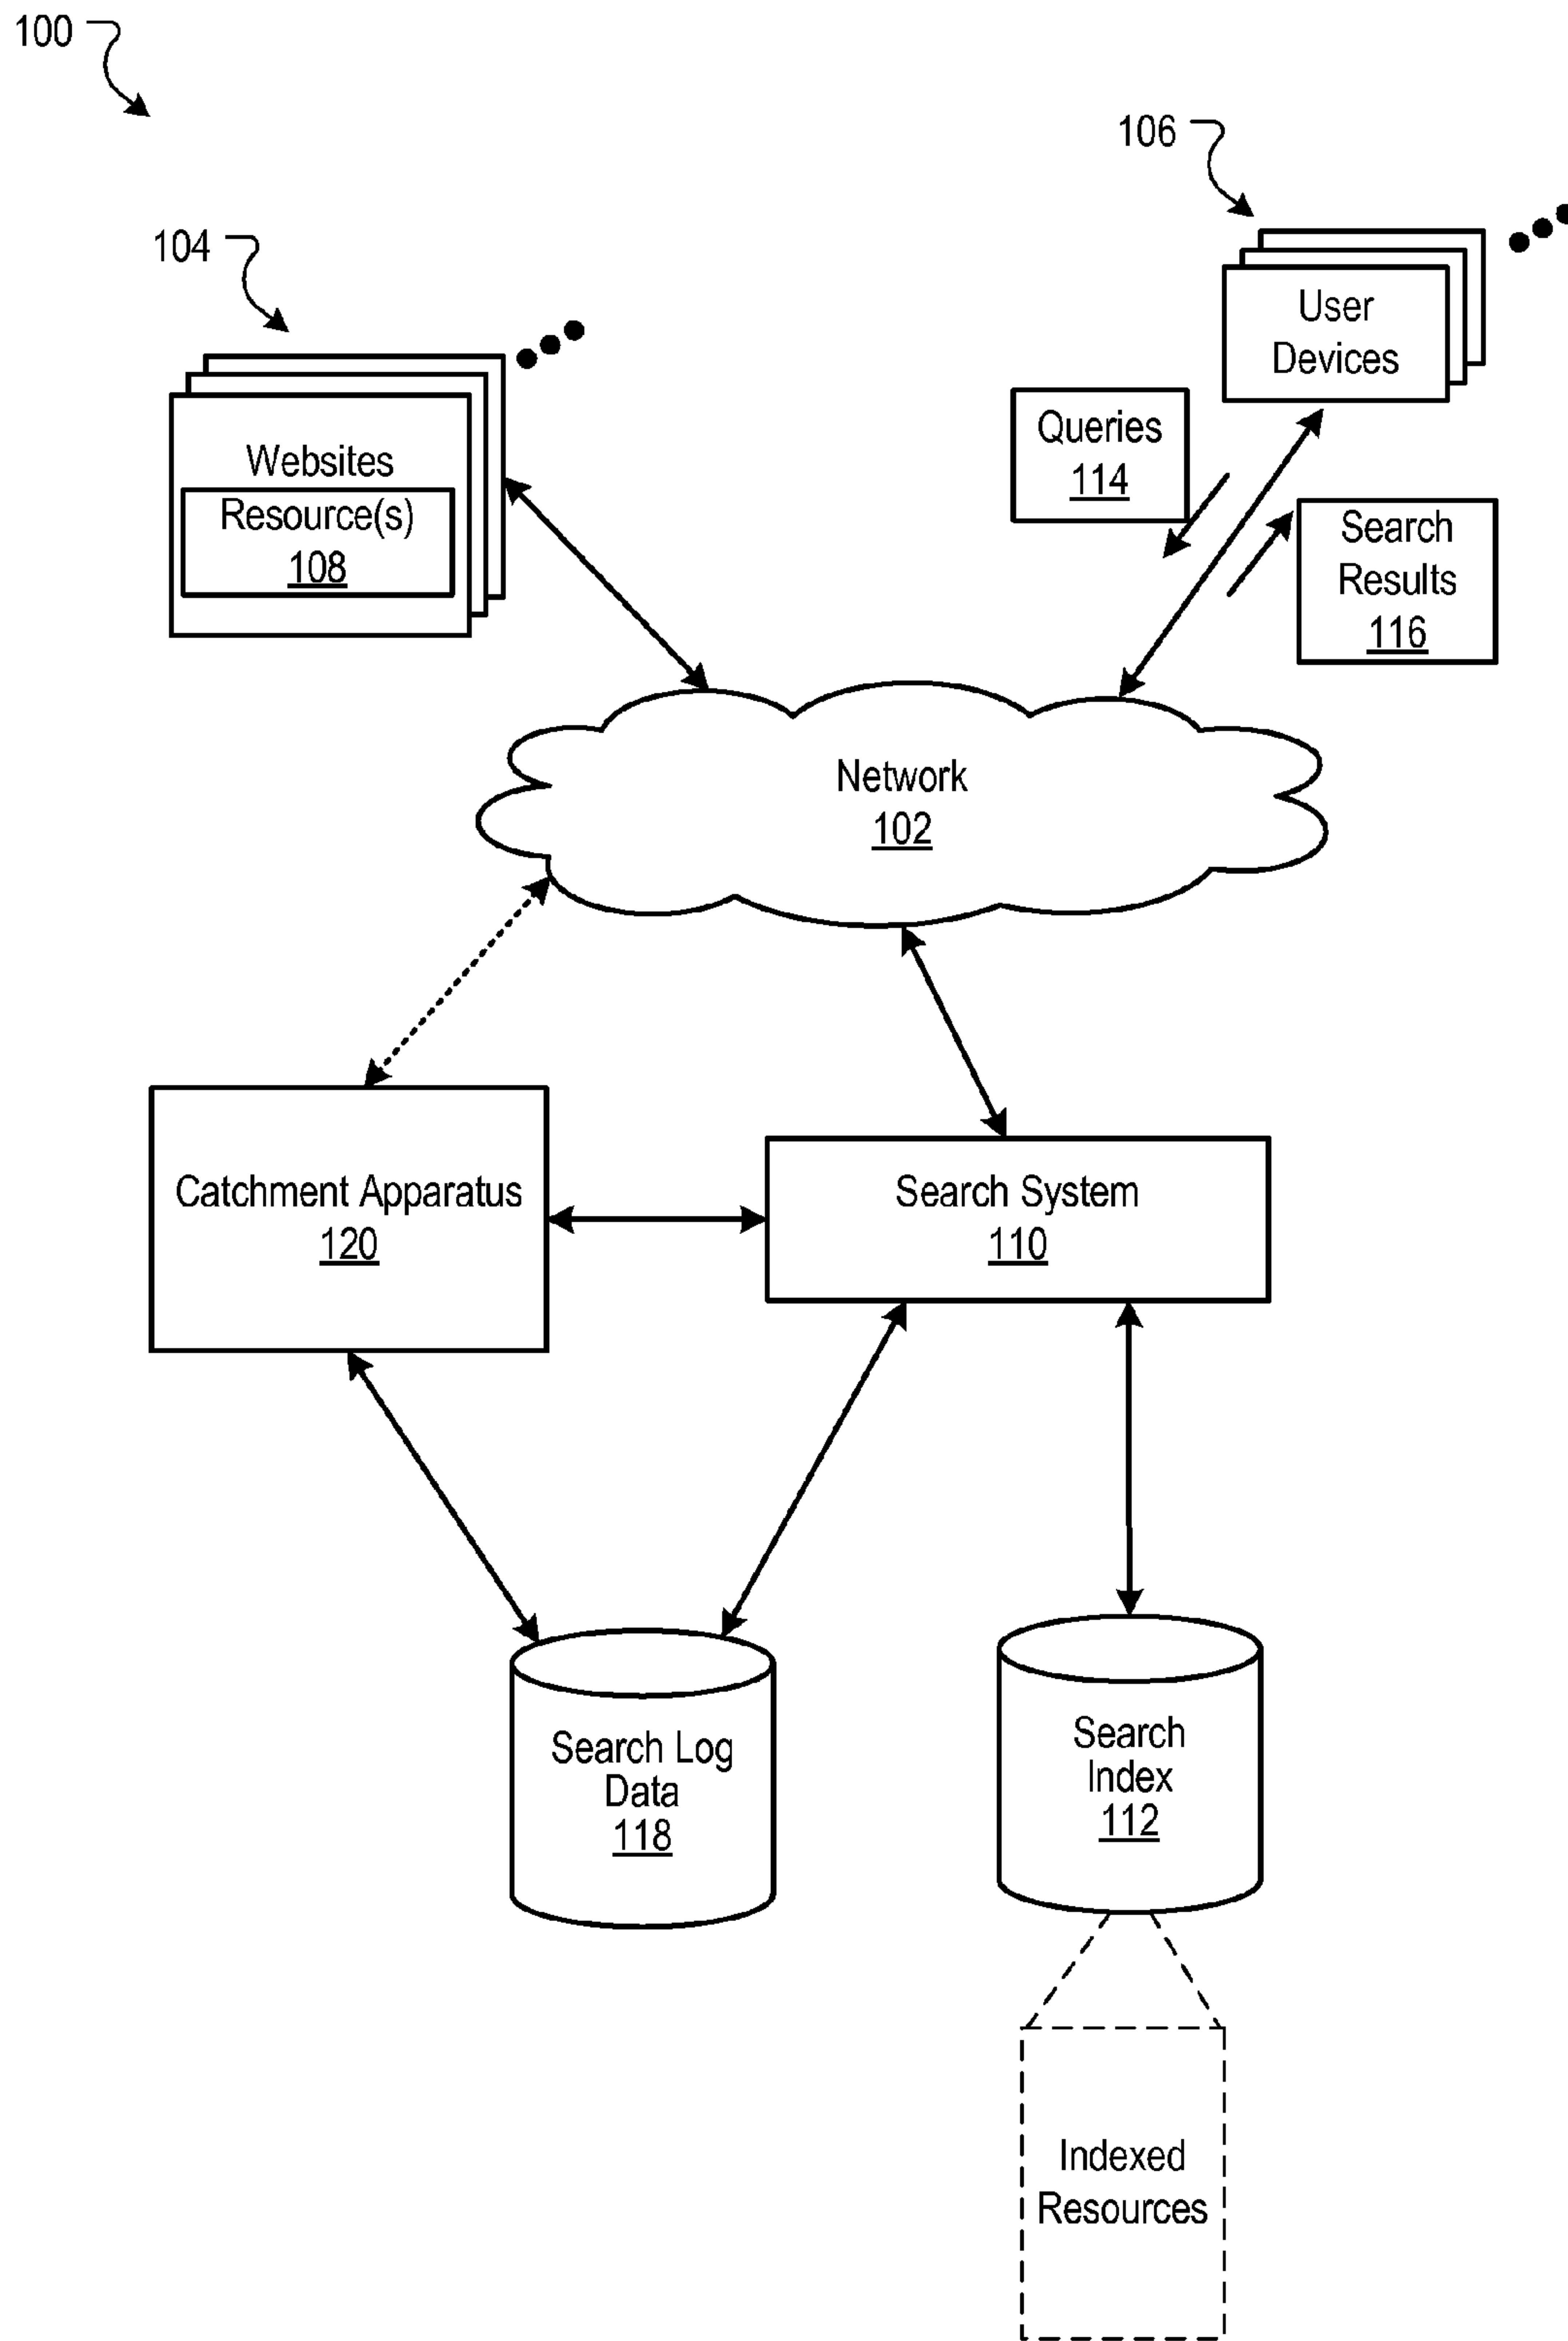 100
106
104
User
Devices
Queries
114
Websites
Resource(s)
108
Search
Results
116
Network
102
Catchment Apparatus
120
Search System
110
Search Log
Data
118
Search
Index
112
Indexed
Resources